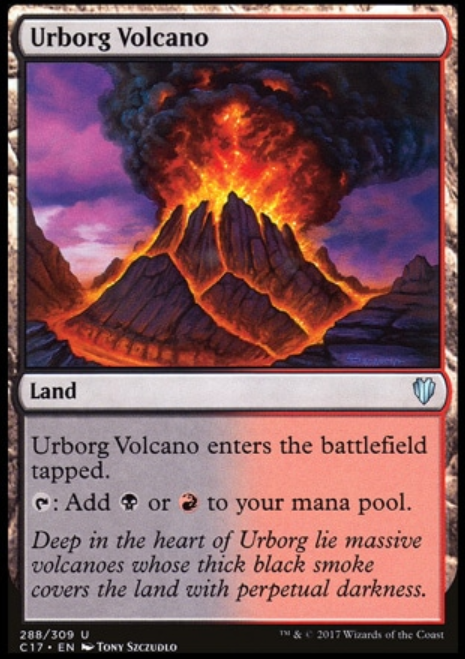 Urborg Volcano
Land
Urborg Volcano enters the battlefield
tapped.
: Add or to your mana pool.
Deep in the heart of Urborg lie massive
volcanoes whose thick black smoke
covers the land with perpetual darkness.
288/309 U
C17 • EN Tony Szczudlo
™ & © 2017 Wizards of the Coast